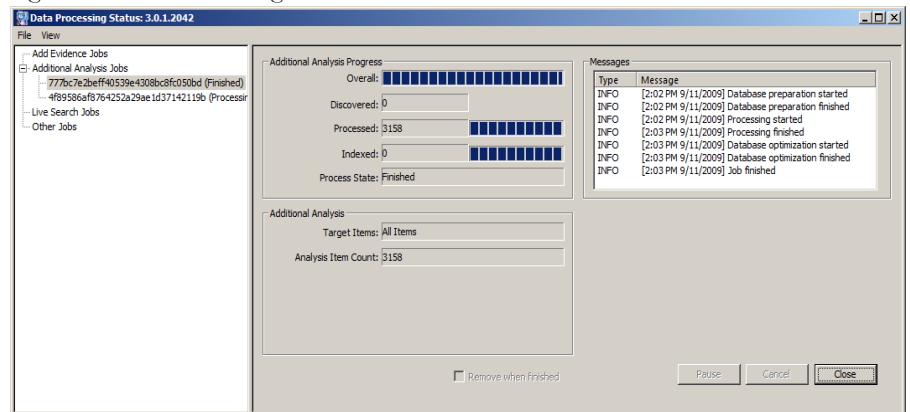 Data Processing Status: 3.0.1.2042
File View
Add Evidence Jobs
Additional Analysis Jobs
777bc7e2beff40539e4308bc8fc050bd (Finished)
4f89586af8764252a29ae1d37142119b (Processir
Live Search Jobs
Other Jobs
Additional Analysis Progress
Overall:
Discovered: 0
Processed: 3158
Indexed: 0
Process State: Finished
Messages
Type Message
INFO [2:02 PM 9/11/2009] Database preparation started
INFO [2:02 PM 9/11/2009] Database preparation finished
INFO [2:02 PM 9/11/2009] Processing started
INFO [2:03 PM 9/11/2009] Processing finished
INFO [2:03 PM 9/11/2009] Database optimization started
INFO [2:03 PM 9/11/2009] Database optimization finished
INFO [2:03 PM 9/11/2009] Job finished
Additional Analysis
Target Items: All Items
Analysis Item Count: 3158
Remove when finished
Pause Cancel Close